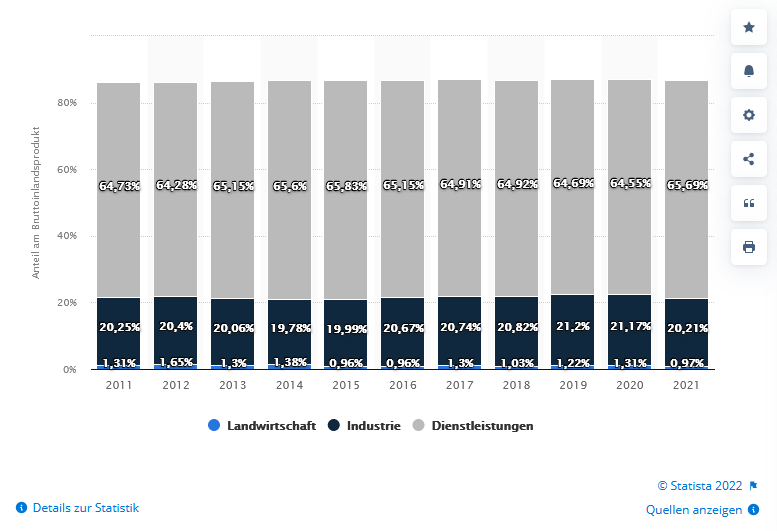 Anteil am Bruttoinlandsprodukt
80%
60%
40%
20%
0%
64,73% 64,28% 65,15% 65,6% 65,83% 65,15% 64,91% 64,92% 64,69% 64,55% 65,69%
20,25% 20,4% 20,06% 19,78% 19,99% 20,67% 20,74% 20,82% 21,2% 21,17% 20,21%
1,31% 1,65% 1,3% 1,38% 0,96% 0,96% 1,3% 1,03% 1,22% 1,31% 0,97%
2011 2012 2013 2014 2015 2016 2017 2018 2019 2020 2021
Landwirtschaft Industrie Dienstleistungen
© Statista 2022
Details zur Statistik
Quellen anzeigen